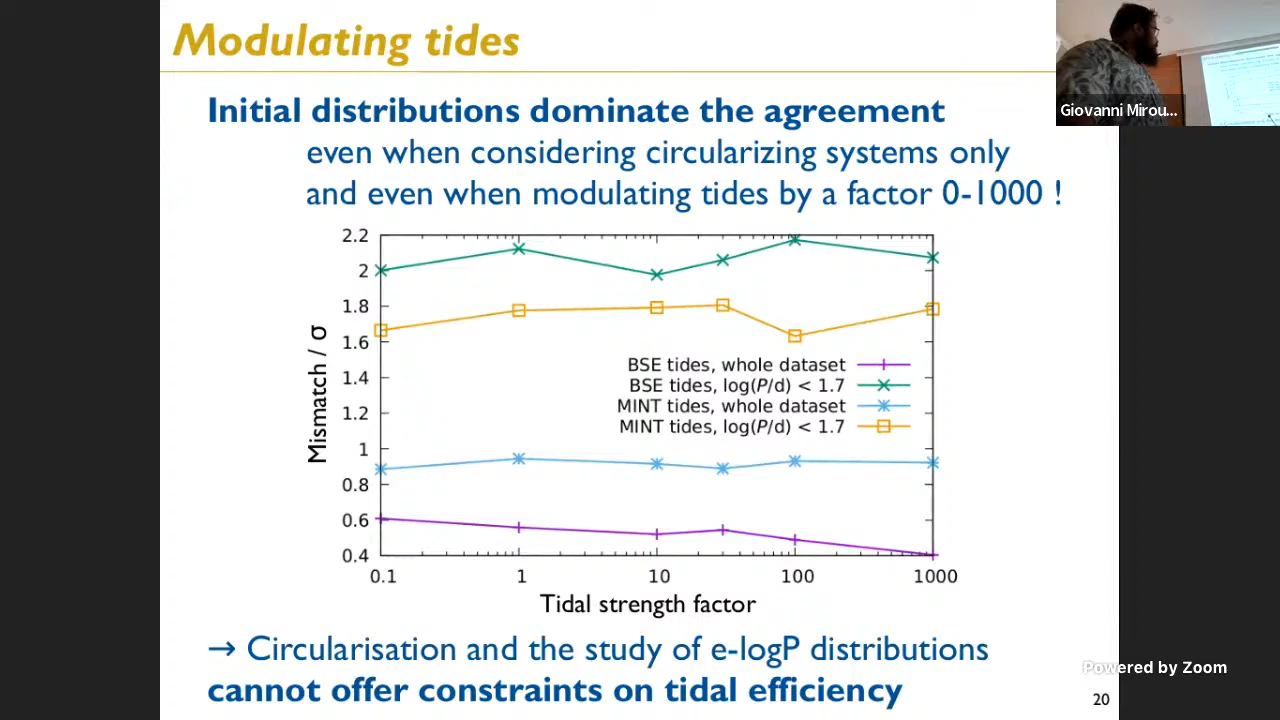 Modulating tides
Giovanni Mirou...
Initial distributions dominate the agreement
even when considering circularizing systems only
and even when modulating tides by a factor 0-1000 !
2.2
2
1.8
1.6
1.4
1.2
1
0.8
0.6
0.4
Mismatch / σ
BSE tides, whole dataset
BSE tides, log(P/d) < 1.7
MINT tides, whole dataset
MINT tides, log(P/d) < 1.7
0.1 1 10 100 1000
Tidal strength factor
→ Circularisation and the study of e-logP distributions
cannot offer constraints on tidal efficiency
Powered by Zoom
20